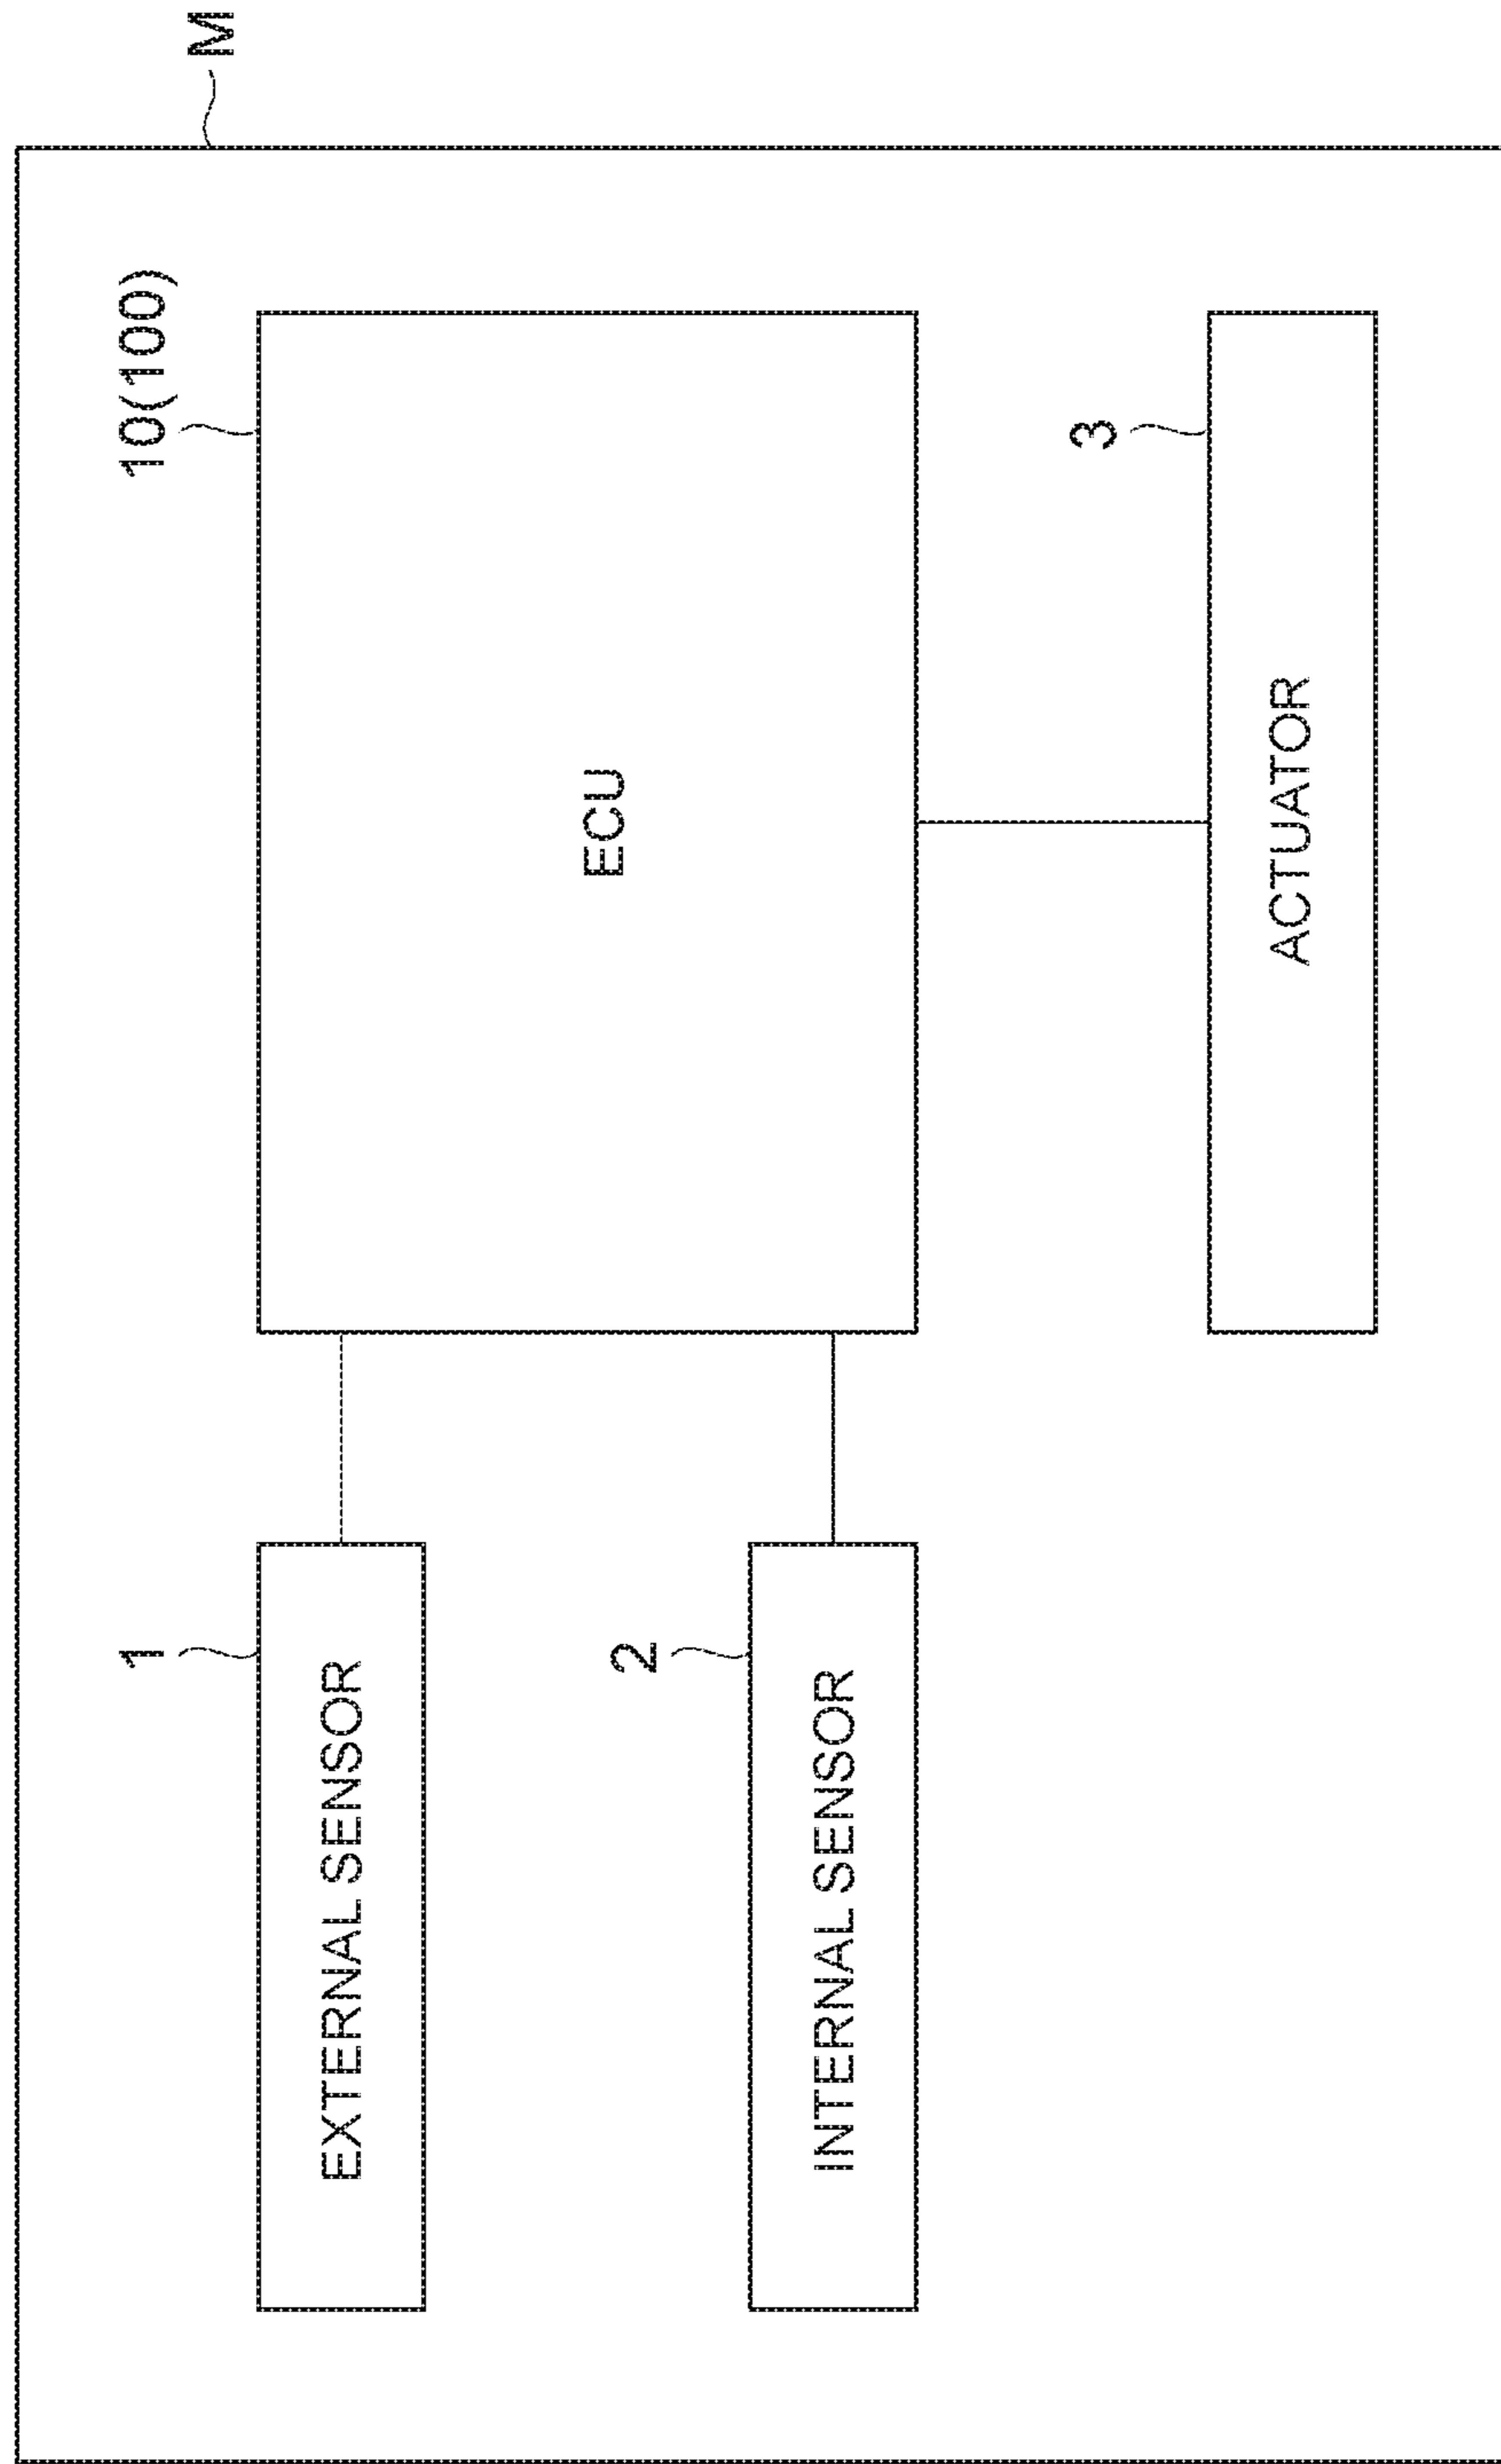 M
10(100)
1
EXTERNAL SENSOR
ECU
2
INTERNAL SENSOR
3
ACTUATOR